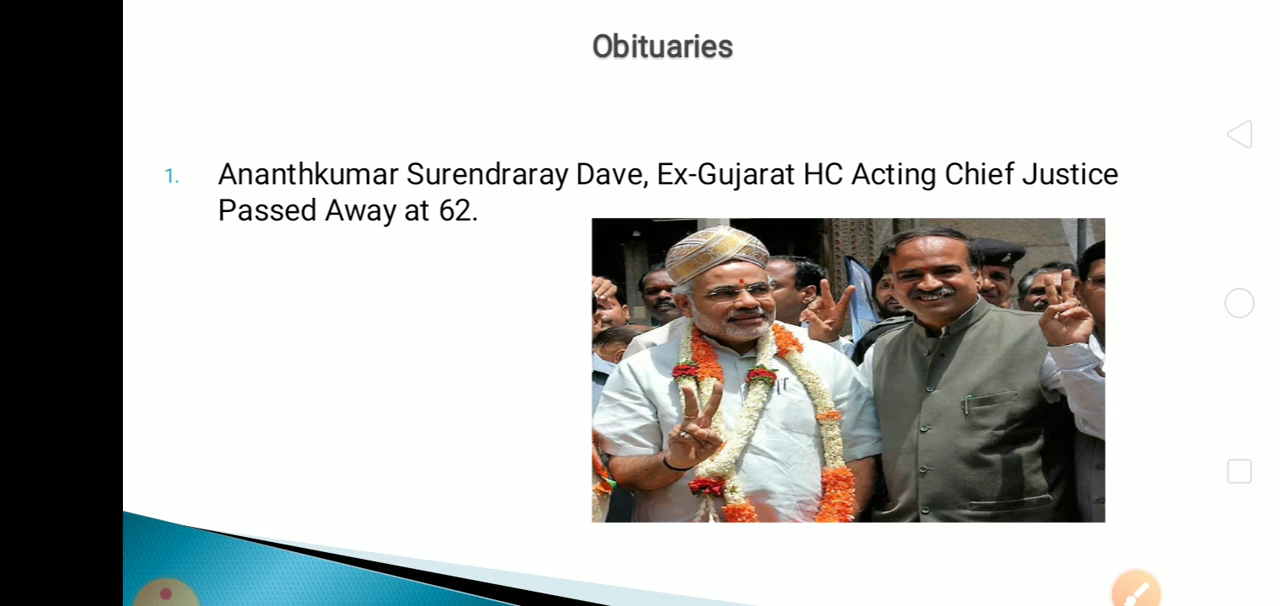 Obituaries
1. Ananthkumar Surendraray Dave, Ex-Gujarat HC Acting Chief Justice
Passed Away at 62.